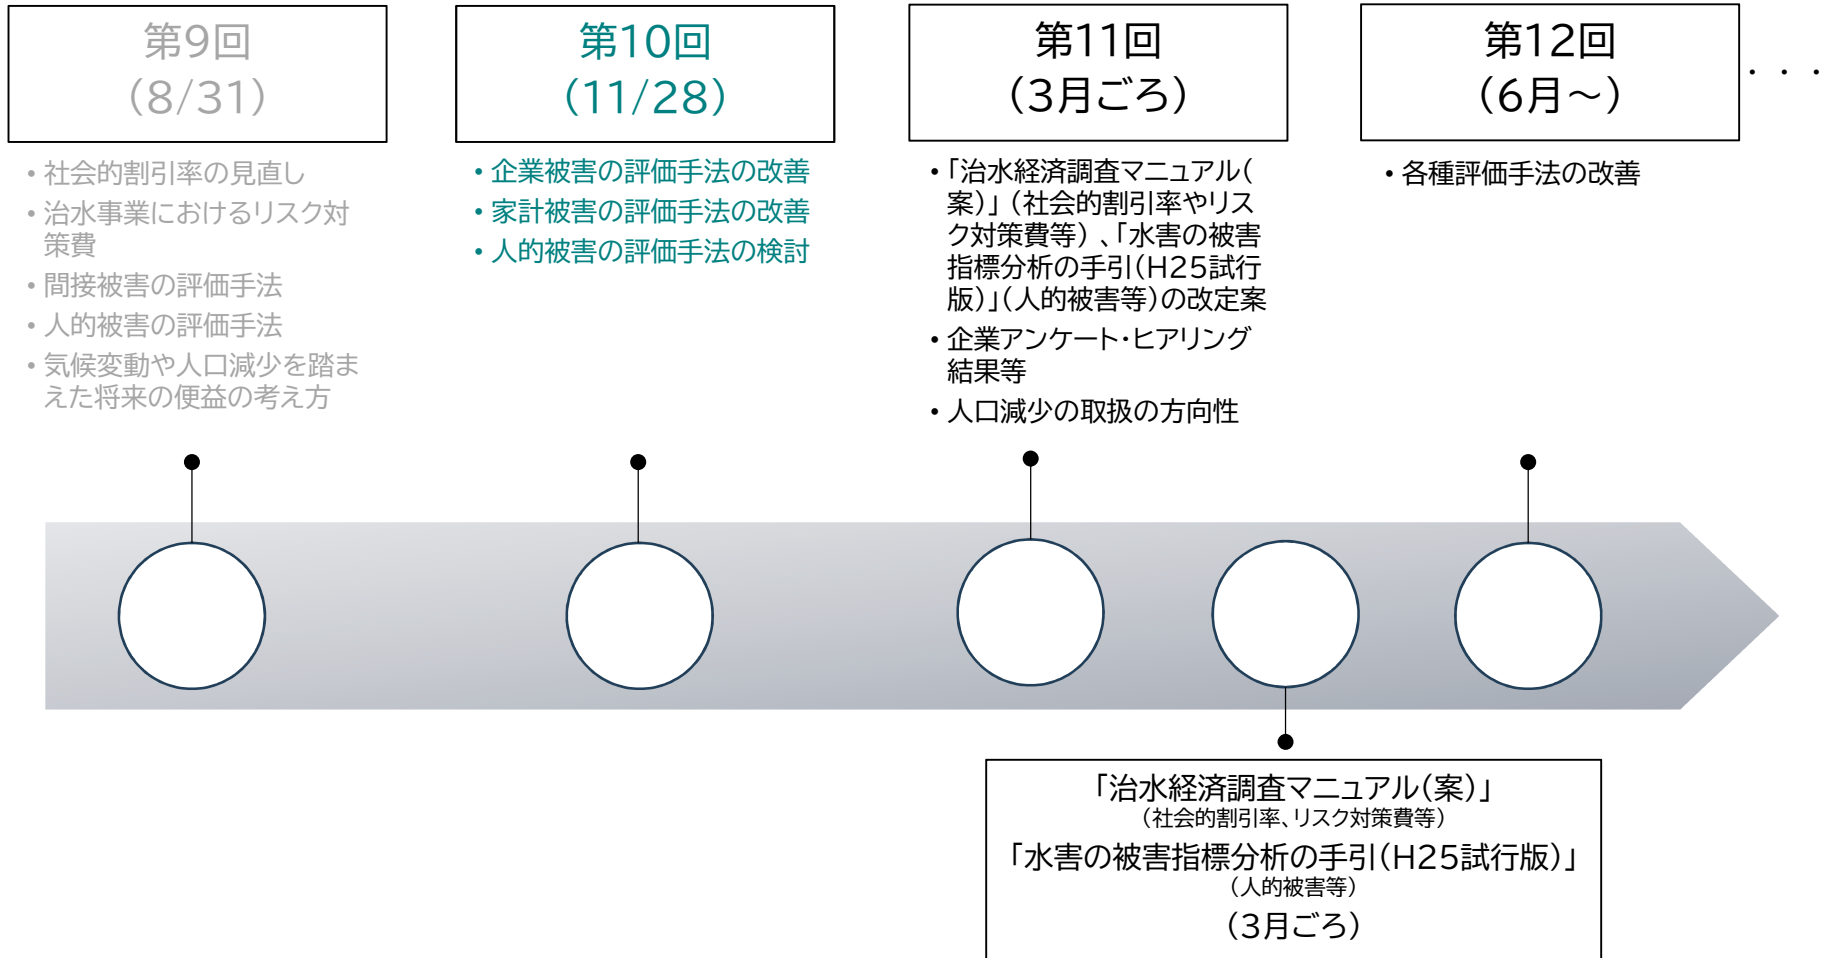 第9回
(8/31)
・社会的割引率の見直し
・治水事業におけるリスク対
策費
・間接被害の評価手法
・人的被害の評価手法
・気候変動や人口減少を踏ま
えた将来の便益の考え方
第10回
(11/28)
・企業被害の評価手法の改善
・家計被害の評価手法の改善
・人的被害の評価手法の検討
第11回
(3月ごろ)
・「治水経済調査マニュアル(
案)」(社会的割引率やリス
ク対策費等)、「水害の被害
指標分析の手引(H25試行
版)」(人的被害等)の改定案
・企業アンケート・ヒアリング
結果等
・人口減少の取扱の方向性
第12回
(6月～)
・各種評価手法の改善
・・・
「治水経済調査マニュアル(案)」
(社会的割引率、リスク対策費等)
「水害の被害指標分析の手引(H25試行版)」
(人的被害等)
(3月ごろ)